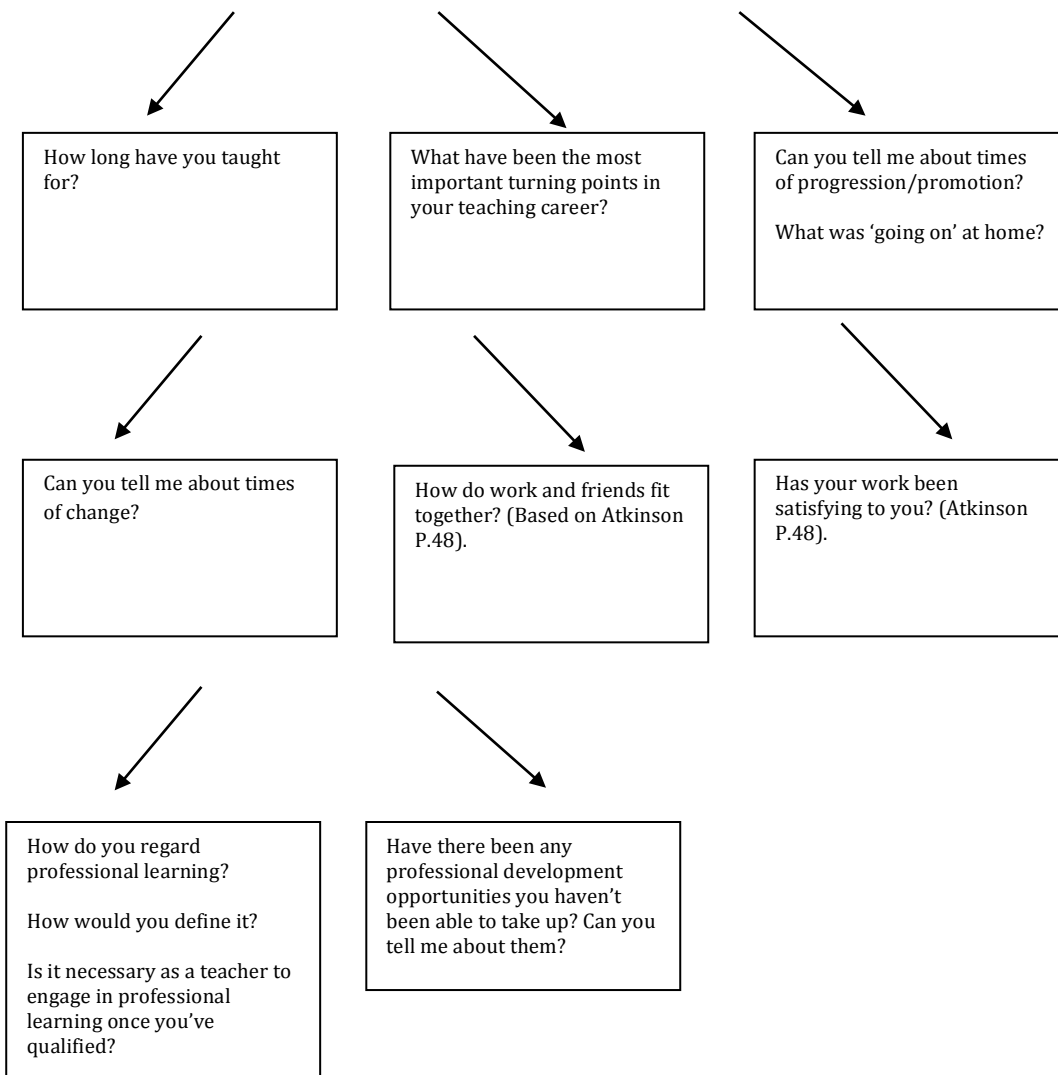 How long have you taught
for?
What have been the most
important turning points in
your teaching career?
Can you tell me about times
of progression/promotion?
What was ‘going on’ at home?
Can you tell me about times
of change?
How do work and friends fit
together? (Based on Atkinson
P.48).
Has your work been
satisfying to you? (Atkinson
P.48).
How do you regard
professional learning?
How would you define it?
Is it necessary as a teacher to
engage in professional
learning once you’ve
qualified?
Have there been any
professional development
opportunities you haven’t
been able to take up? Can you
tell me about them?